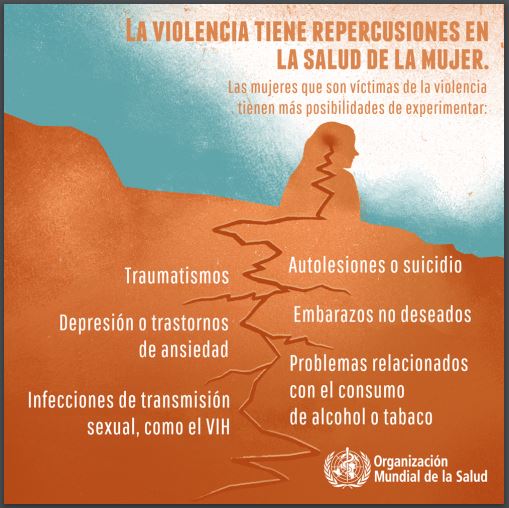 LA VIOLENCIA TIENE REPERCUSIONES EN
LA SALUD DE LA MUJER.
Las mujeres que son víctimas de la violencia
tienen más posibilidades de experimentar:
Traumatismos
Depresión o trastornos
de ansiedad
Infecciones de transmisión
sexual, como el VIH
Autolesiones o suicidio
Embarazos no deseados
Problemas relacionados
con el consumo
de alcohol o tabaco
Organización
Mundial de la Salud